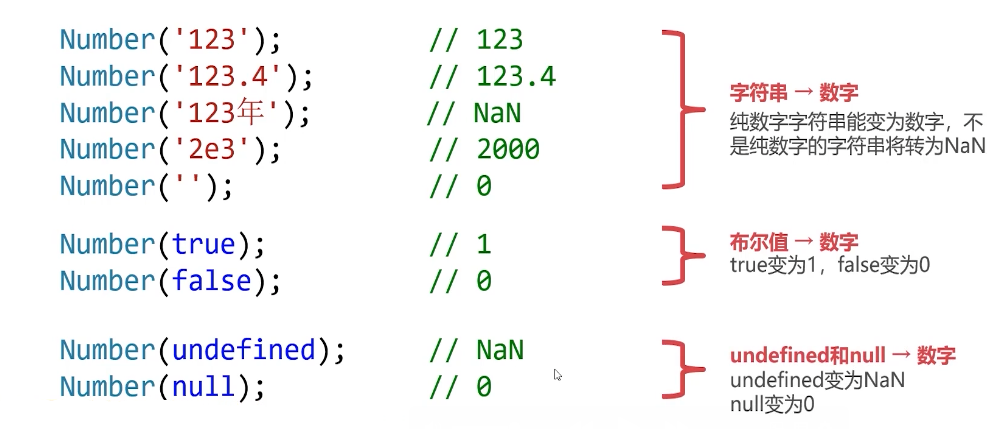 Number('123'); // 123
Number('123.4'); // 123.4
Number('123年'); // NaN
Number('2e3'); // 2000
Number(''); // 0
字符串 → 数字
纯数字字符串能变为数字，不
是纯数字的字符串将转为NaN
Number(true); // 1
Number(false); // 0
布尔值 → 数字
true变为1，false变为0
Number(undefined); // NaN
Number(null); // 0
undefined和null → 数字
undefined变为NaN
null变为0